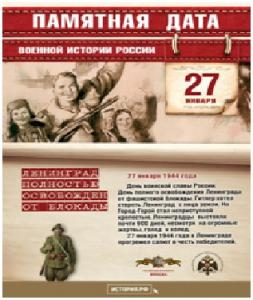 ПАМЯТНАЯ ДАТА
ВОЕННОЙ ИСТОРИИ РОССИИ
27
ЯНВАРЯ
ЛЕНИНГРАД
ПОЛНОСТЬЮ
ОСВОБОЖДЕН
ОТ БЛОКАДЫ
27 января 1944 года
День воинской славы России.
День полного освобождения Ленинграда
от фашистской блокады. Гитлер хотел
стереть Ленинград с лица земли. Но
Город-Герой стал неприступной
крепостью. Ленинградцы выстояли
почти 900 дней, несмотря на огромные
жертвы, голод и холод.
27 января 1944 года в Ленинграде
прогремел салют в честь победителей.
ИСТОРИЯ.РФ